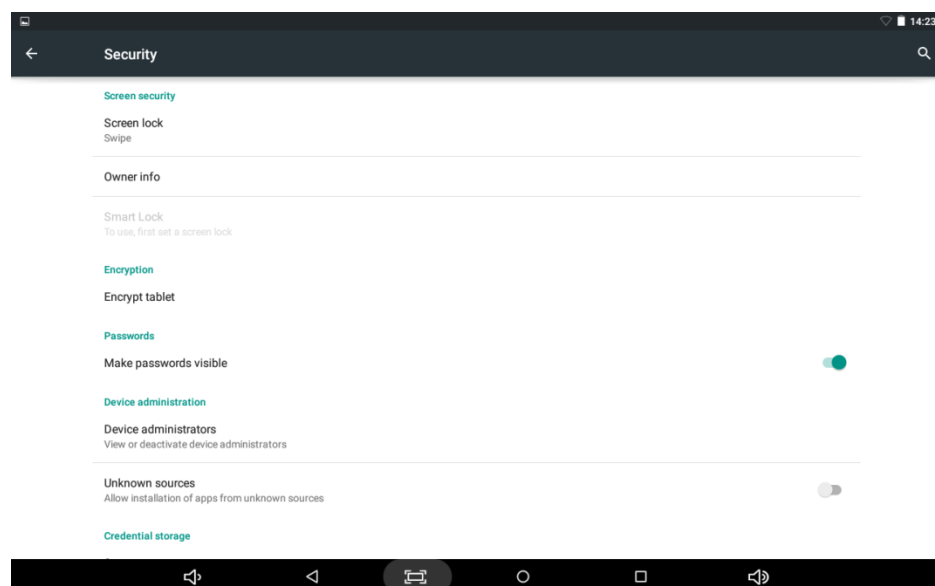 14:23
Security
Screen security
Screen lock
Swipe
Owner info
Smart Lock
To use, first set a screen lock
Encryption
Encrypt tablet
Passwords
Make passwords visible
Device administration
Device administrators
View or deactivate device administrators
Unknown sources
Allow installation of apps from unknown sources
Credential storage